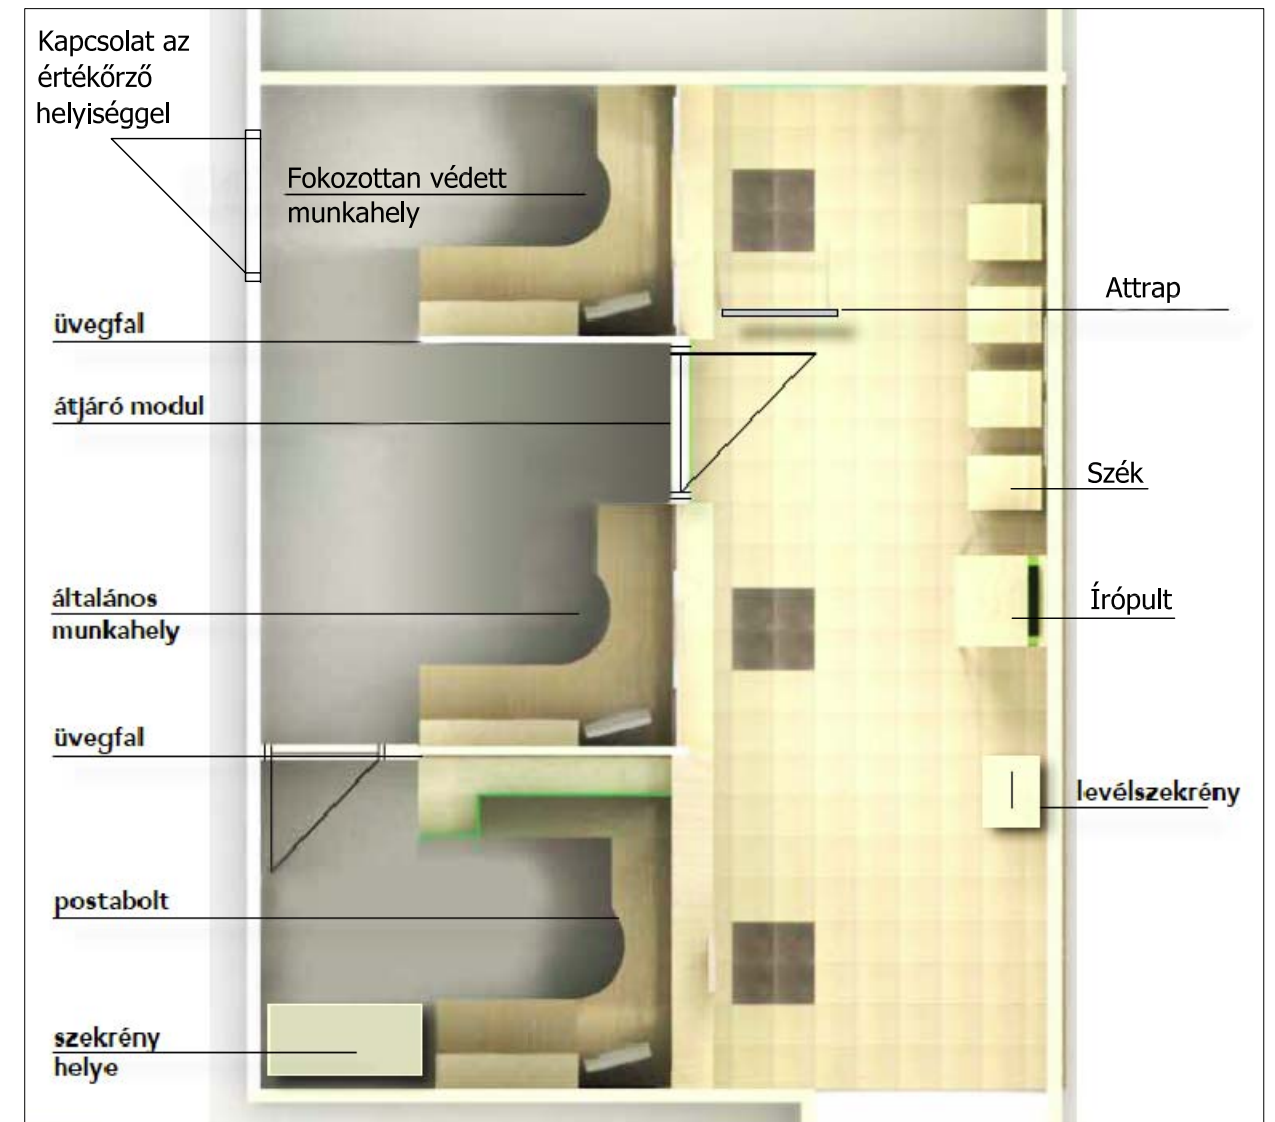 Kapcsolat az
értékőrző
helyiséggel
Fokozottan védett
munkahely
üvegfal
átjáró modul
általános
munkahely
üvegfal
postabolt
szekrény
helye
Attrap
Szék
Írópult
levélszekrény